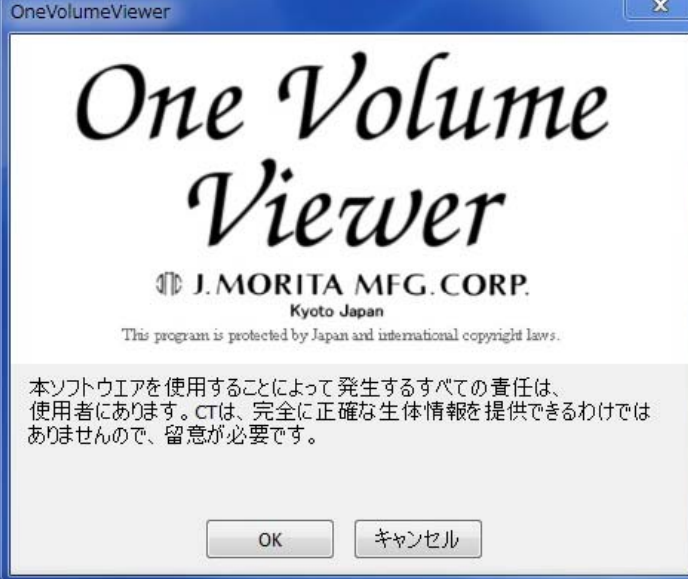 OneVolumeViewer
One Volume
Viewer
J.MORITA MFG.CORP.
Kyoto Japan
This program is protected by Japan and international copyright laws.
本ソフトウエアを使用することによって発生するすべての責任は、
使用者にあります。CTは、完全に正確な生体情報を提供できるわけでは
ありませんので、留意が必要です。
OK
キャンセル